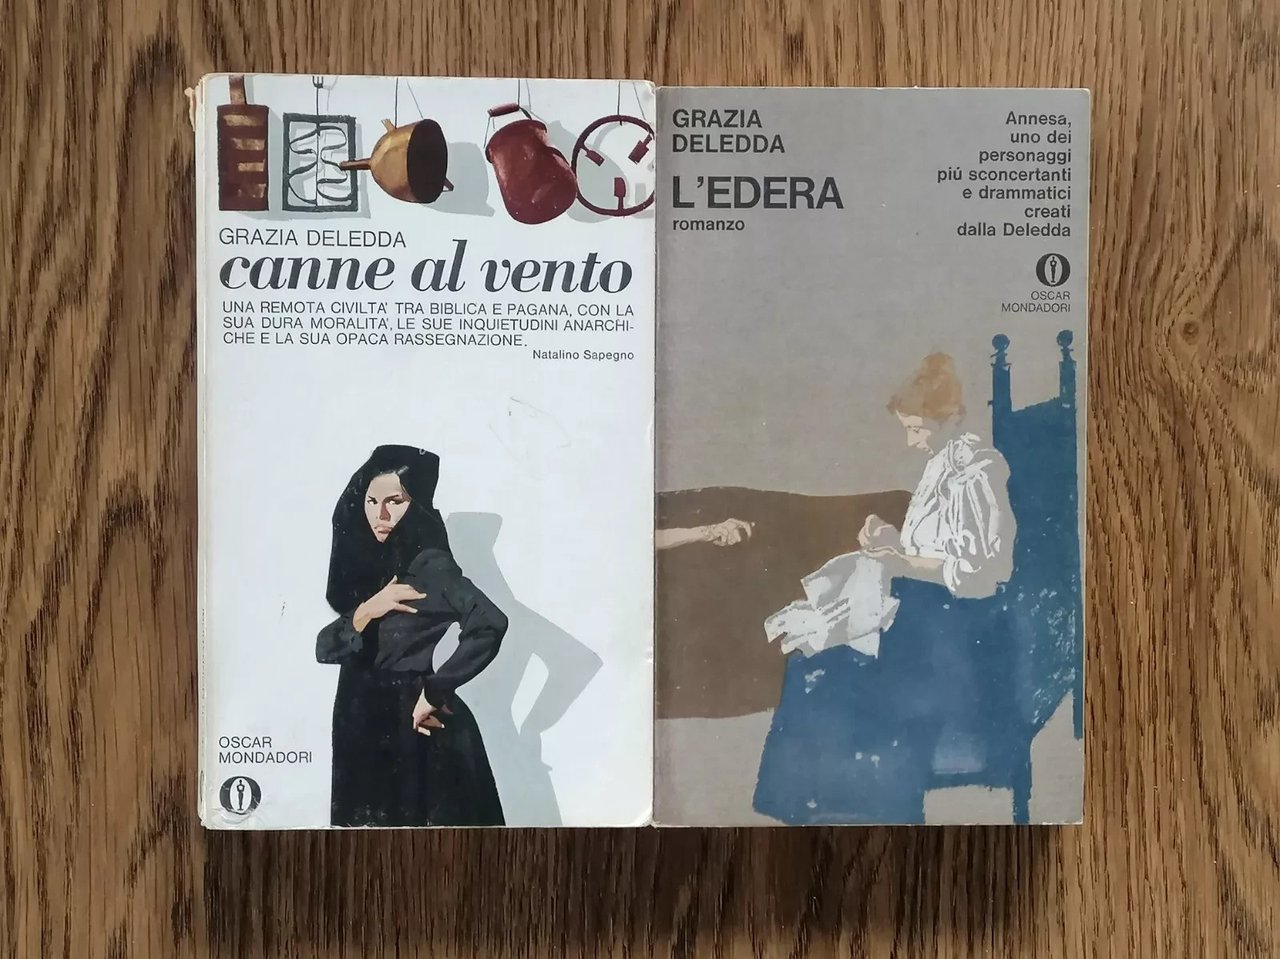 GRAZIA DELEDDA
canne al vento
UNA REMOTA CIVILTA' TRA BIBLICA E PAGANA, CON LA
SUA DURA MORALITA', LE SUE INQUIETUDINI ANARCHI-
CHE E LA SUA OPACA RASSEGNAZIONE.
Natalino Sapegno
OSCAR
MONDADORI
GRAZIA
DELEDDA
L'EDERA
romanzo
Annesa,
uno dei
personaggi
piú sconcertanti
e drammatici
creati
dalla Deledda
OSCAR
MONDADORI